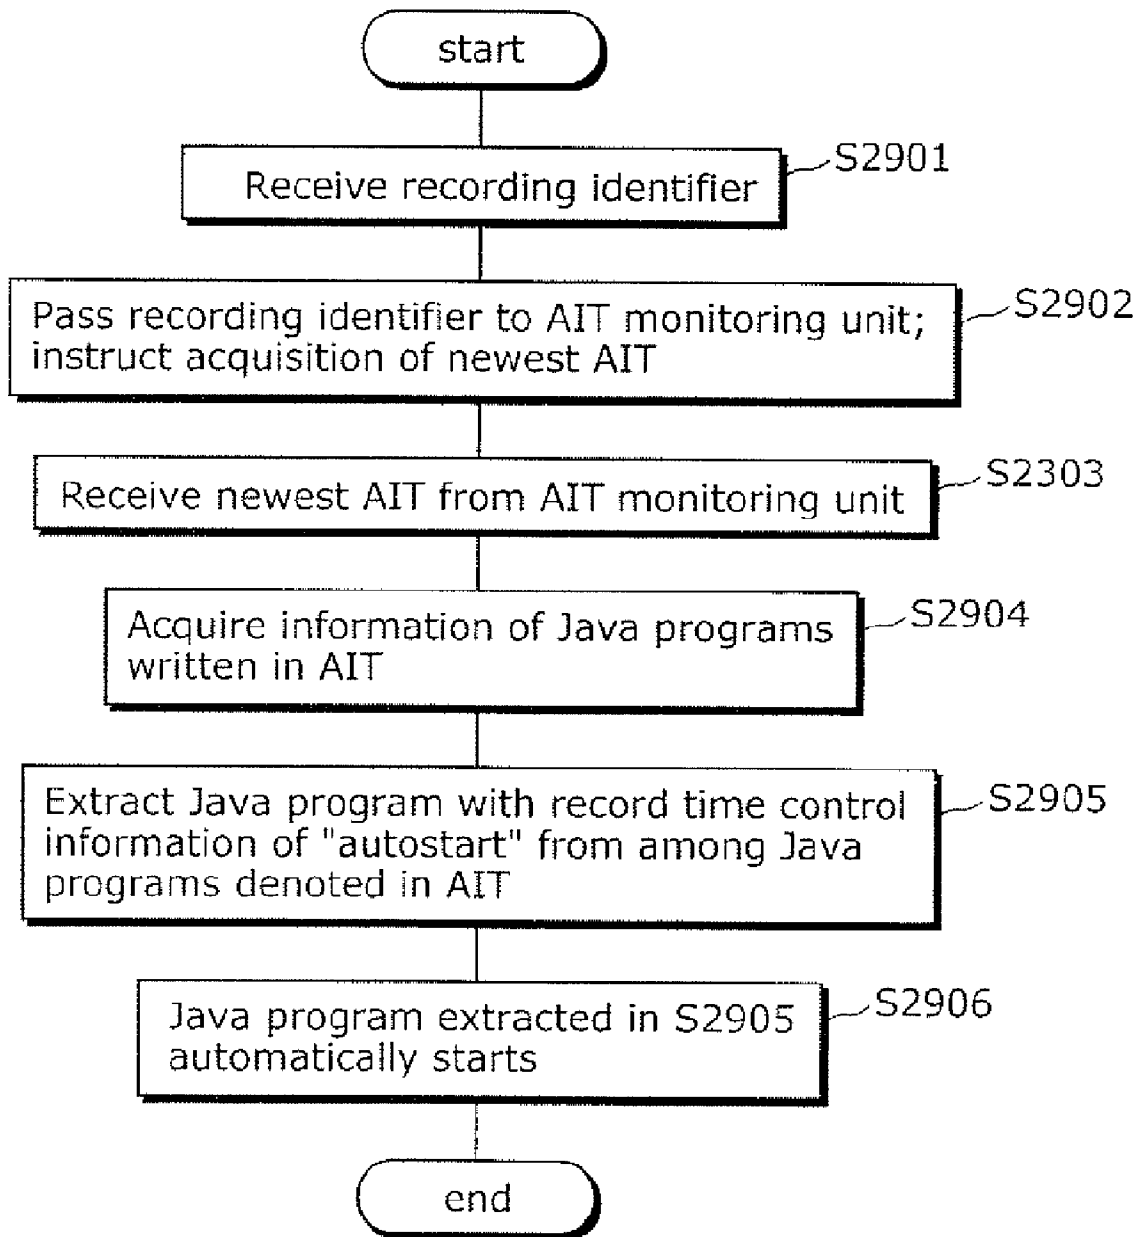 start
S2901
Receive recording identifier
S2902
Pass recording identifier to AIT monitoring unit;
instruct acquisition of newest AIT
S2303
Receive newest AIT from AIT monitoring unit
S2904
Acquire information of Java programs
written in AIT
S2905
Extract Java program with record time control
information of "autostart" from among Java
programs denoted in AIT
S2906
Java program extracted in S2905
automatically starts
end